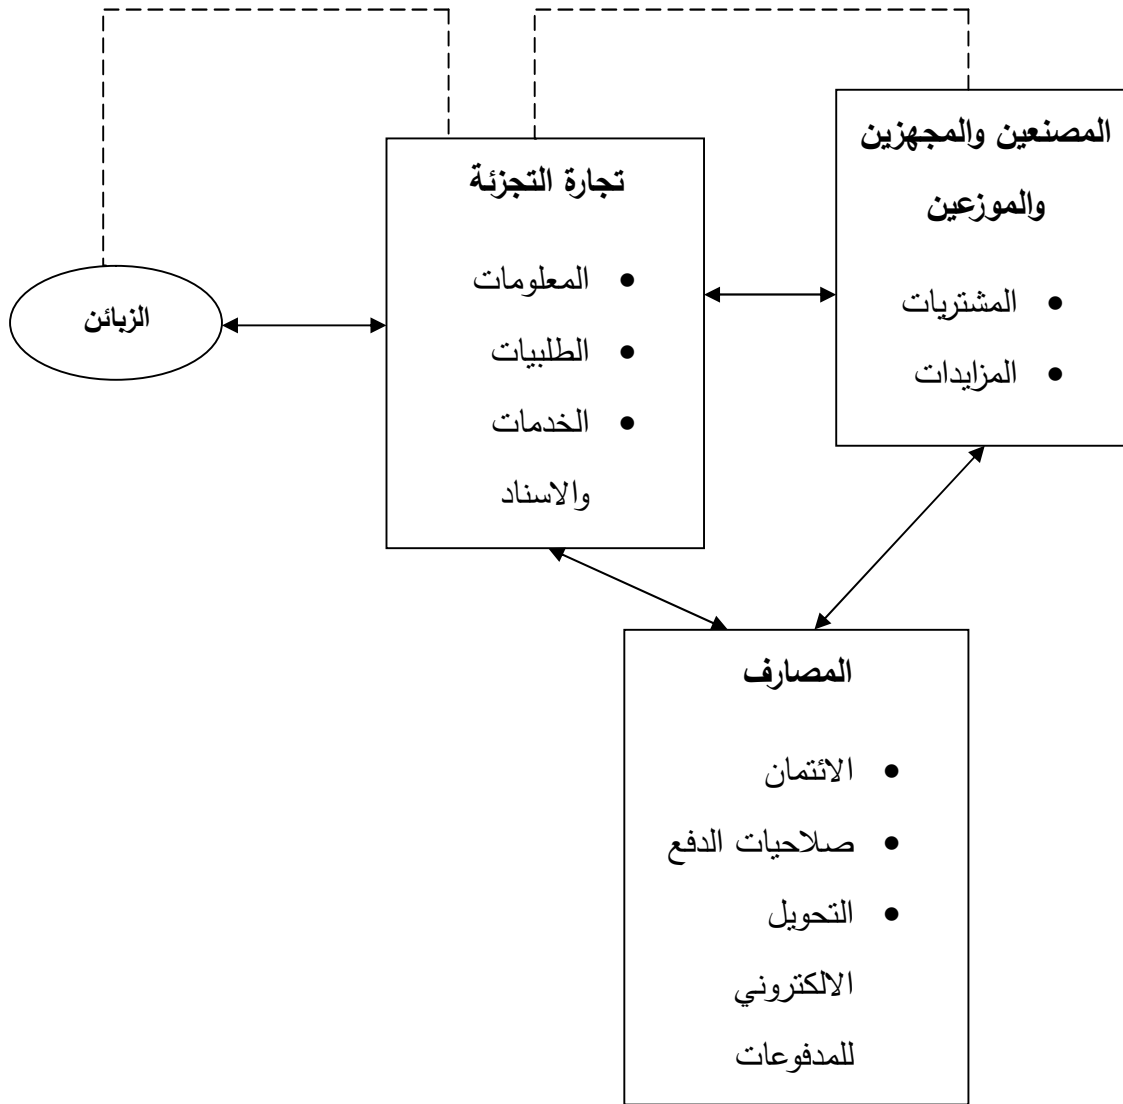 المصنعين والمجهزين
والموزعين
• المشتريات
• المزايدات
تجارة التجزئة
• المعلومات
• الطلبيات
• الخدمات
والاسناد
الزبائن
المصارف
• الائتمان
• صلاحيات الدفع
• التحويل
الالكتروني
للمدفوعات